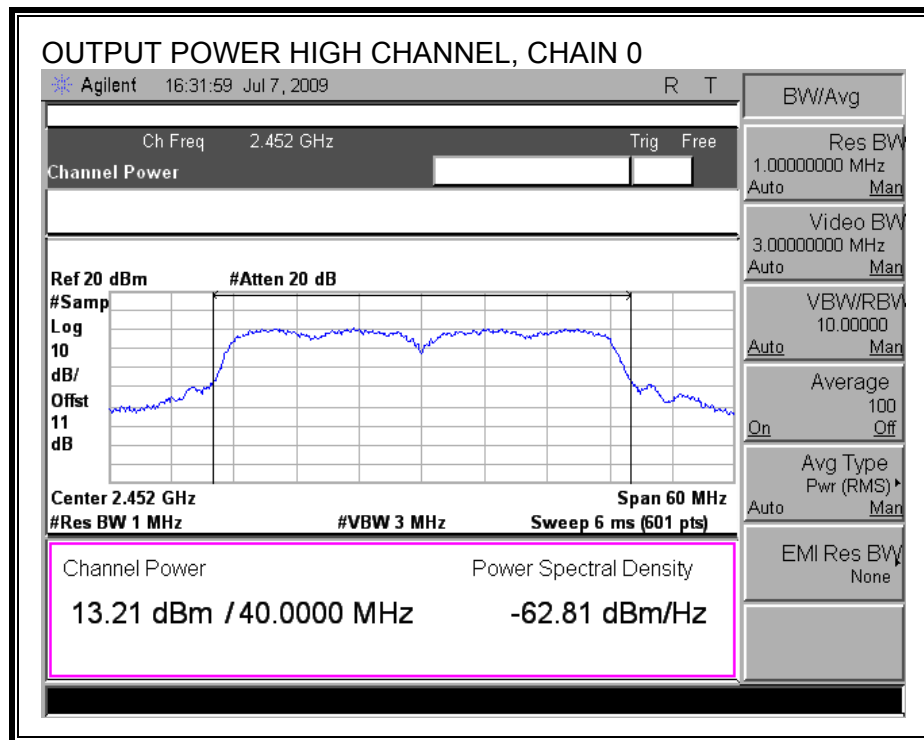 OUTPUT POWER HIGH CHANNEL, CHAIN 0
Agilent 16:31:59 Jul 7, 2009 R T
Ch Freq 2.452 GHz Trig Free
Channel Power
Ref 20 dBm #Atten 20 dB
#Samp
Log
10
dB/
Offst
11
dB
Center 2.452 GHz Span 60 MHz
#Res BW 1 MHz #VBW 3 MHz Sweep 6 ms (601 pts)
Channel Power Power Spectral Density
13.21 dBm / 40.0000 MHz -62.81 dBm/Hz
BW/Avg
Res BW
1.00000000 MHz
Auto Man
Video BW
3.00000000 MHz
Auto Man
VBW/RBW
10.00000
Auto Man
Average
100
On Off
Avg Type
Pwr (RMS)
Auto Man
EMI Res BW
None